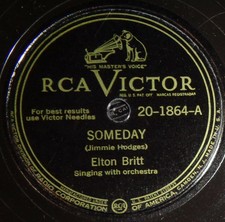 "HIS MASTER'S VOICE"
RCA VICTOR
For best results
use Victor Needles
20-1864-A
SOMEDAY
(Jimmie Hodges)
Elton Britt
Singing with orchestra
RCA